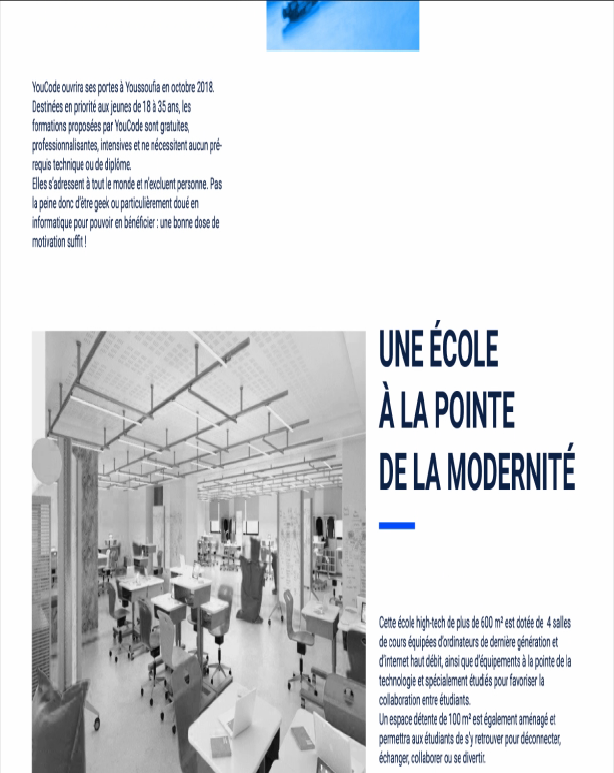 YouCode ouvrira ses portes à Youssoufia en octobre 2018.
Destinées en priorité aux jeunes de 18 à 35 ans, les
formations proposées par YouCode sont gratuites,
professionnalisantes, intensives et ne nécessitent aucun pré-
requis technique ou de diplôme.
Elles s'adressent à tout le monde et n'excluent personne. Pas
la peine donc d'être geek ou particulièrement doué en
informatique pour pouvoir en bénéficier : une bonne dose de
motivation suffit !
UNE ÉCOLE
À LA POINTE
DE LA MODERNITÉ
Cette école high-tech de plus de 600 m² est dotée de 4 salles
de cours équipées d'ordinateurs de dernière génération et
d'internet haut débit, ainsi que d'équipements à la pointe de la
technologie et spécialement étudiés pour favoriser la
collaboration entre étudiants.
Un espace détente de 100 m² est également aménagé et
permettra aux étudiants de s'y retrouver pour déconnecter,
échanger, collaborer ou se divertir.